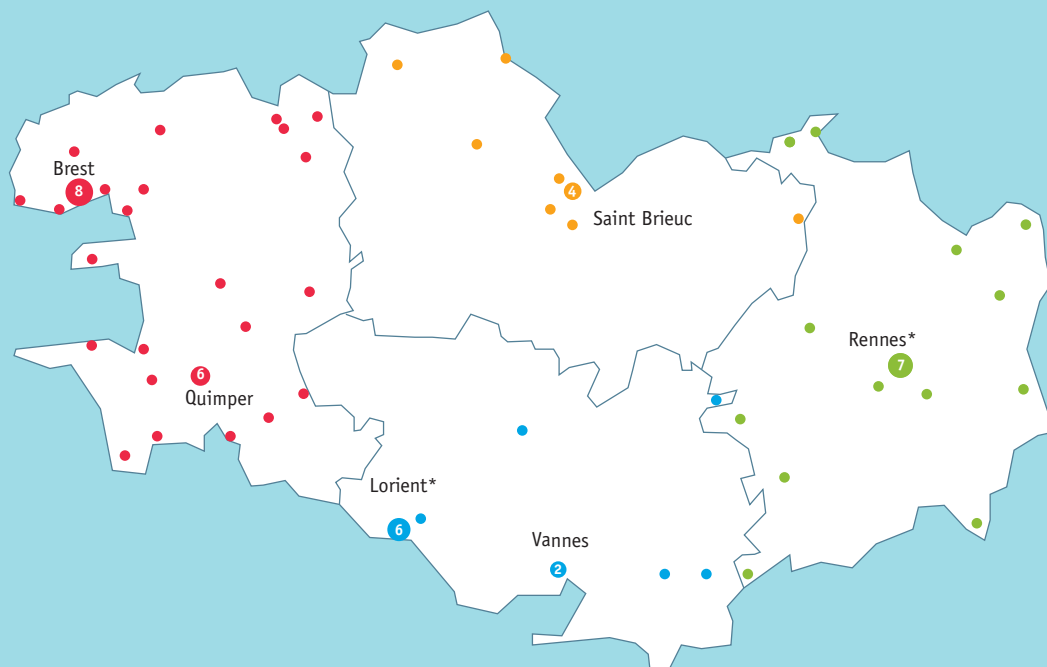 Brest
8
4
Saint Brieuc
Rennes*
7
6
Quimper
Lorient*
6
Vannes
2